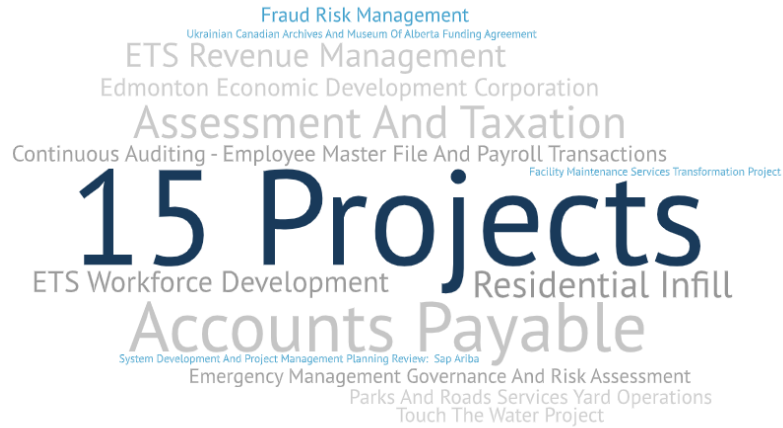 Fraud Risk Management
Ukrainian Canadian Archives And Museum Of Alberta Funding Agreement
ETS Revenue Management
Edmonton Economic Development Corporation
Assessment And Taxation
Continuous Auditing - Employee Master File And Payroll Transactions
Facility Maintenance Services Transformation Project
15 Projects
ETS Workforce Development
Residential Infill
Accounts Payable
System Development And Project Management Planning Review: Sap Ariba
Emergency Management Governance And Risk Assessment
Parks And Roads Services Yard Operations
Touch The Water Project